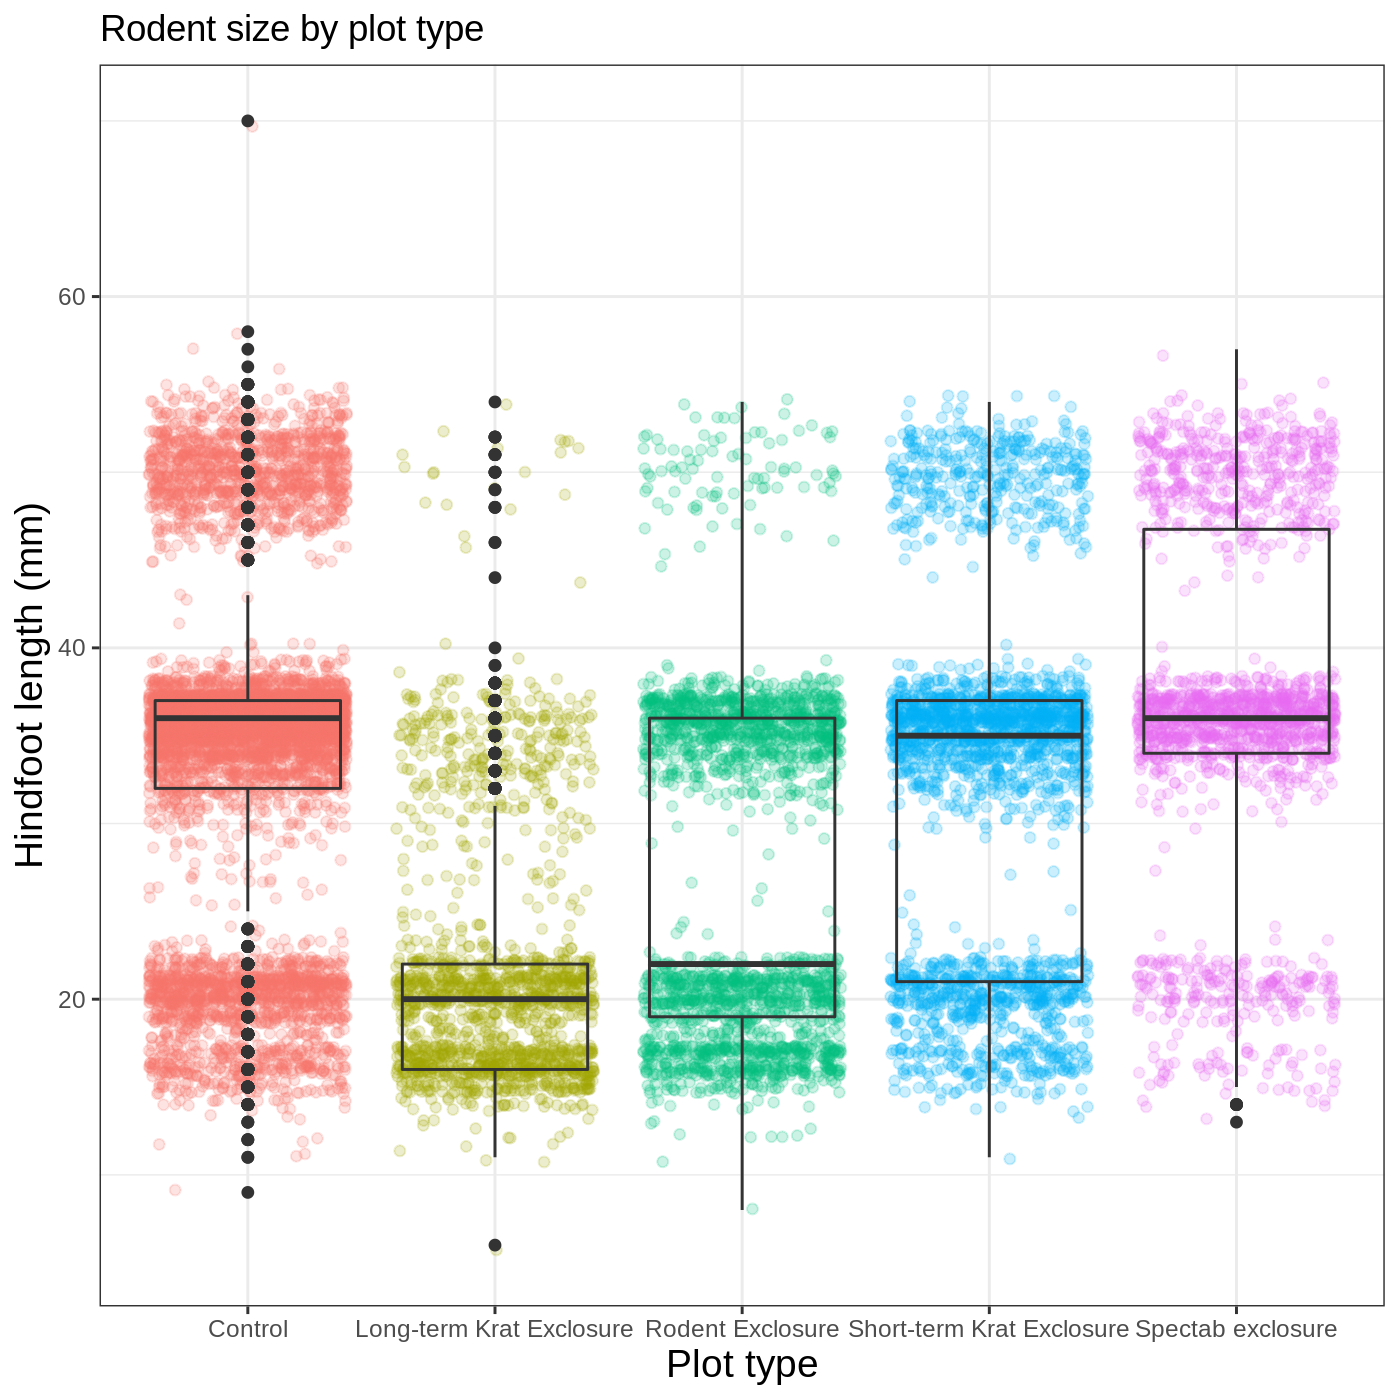 Rodent size by plot type
Hindfoot length (mm)
60
40
20
Control
Long-term Krat Exclosure
Rodent Exclosure
Short-term Krat Exclosure
Spectab exclosure
Plot type